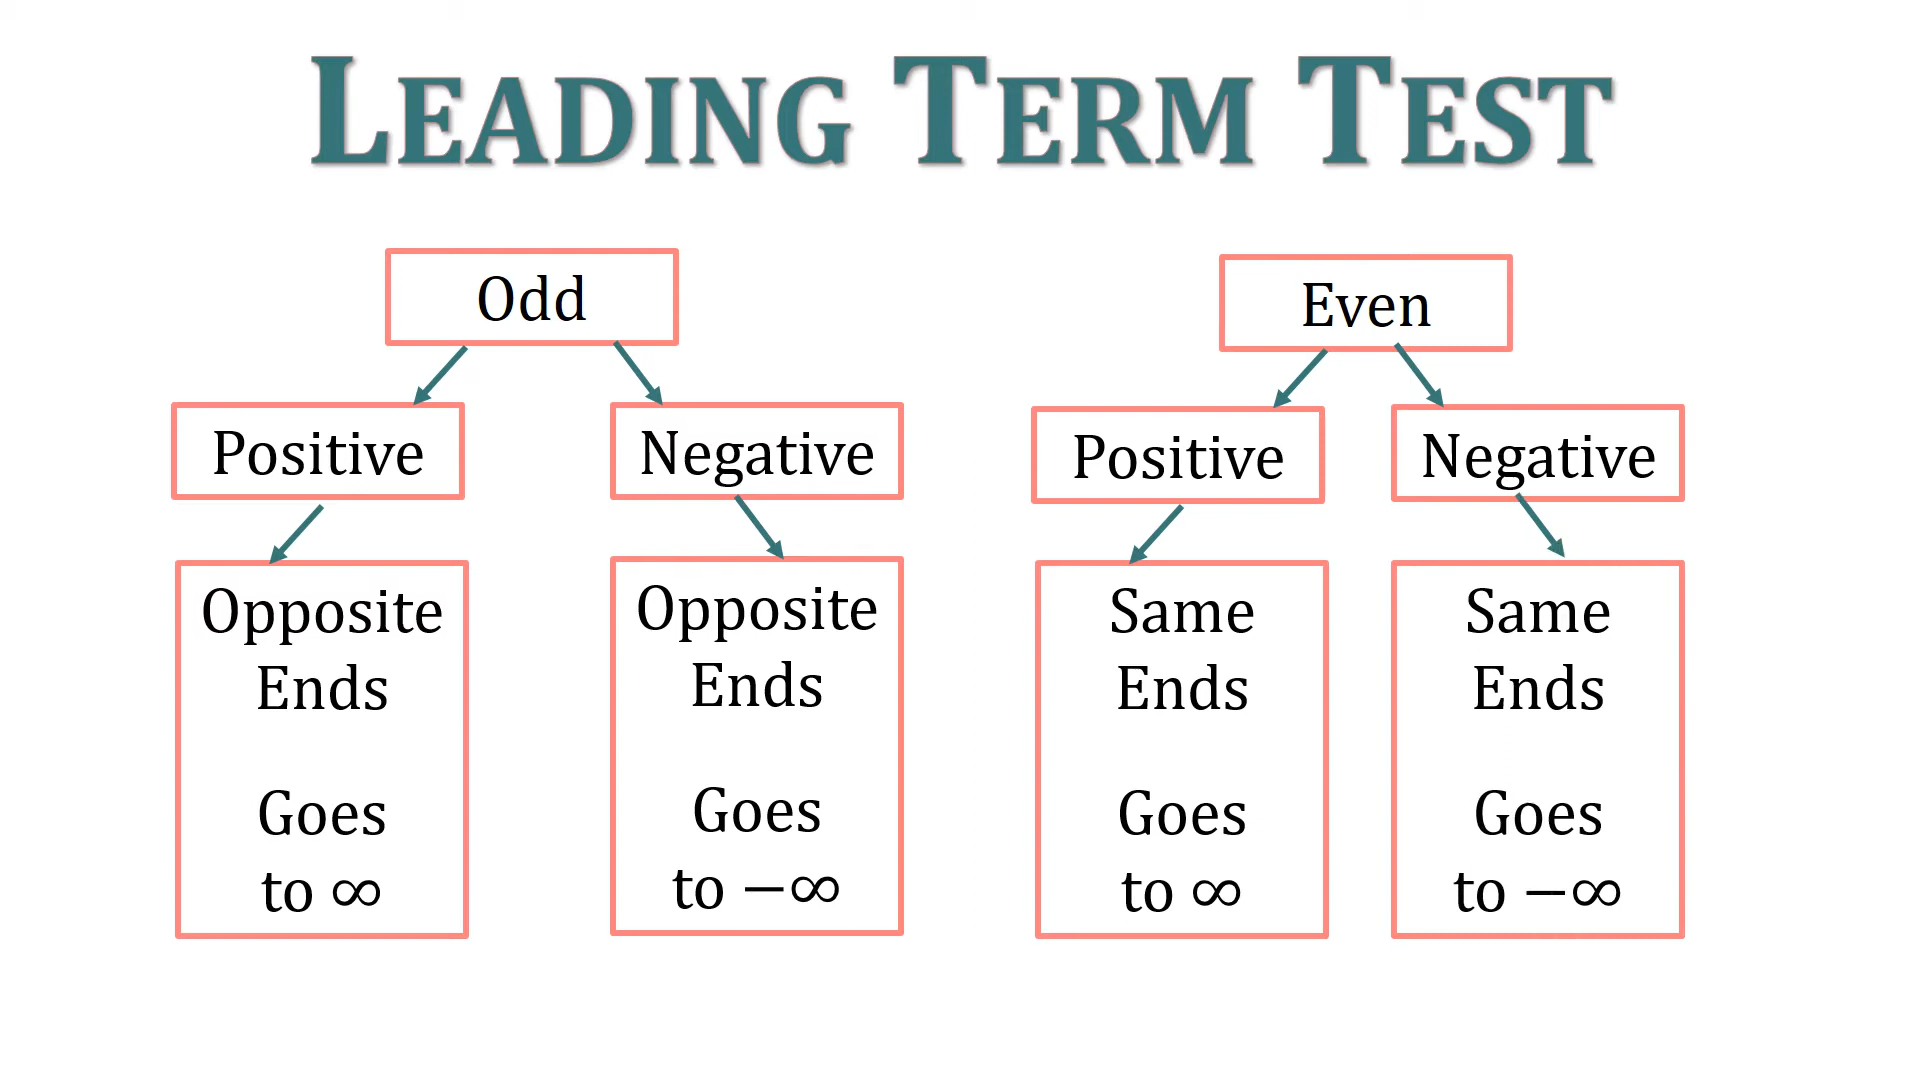 LEADING TERM TEST
Odd
Even
Positive
Negative
Positive
Negative
Opposite
Ends
Goes
to ∞
Opposite
Ends
Goes
to −∞
Same
Ends
Goes
to ∞
Same
Ends
Goes
to −∞